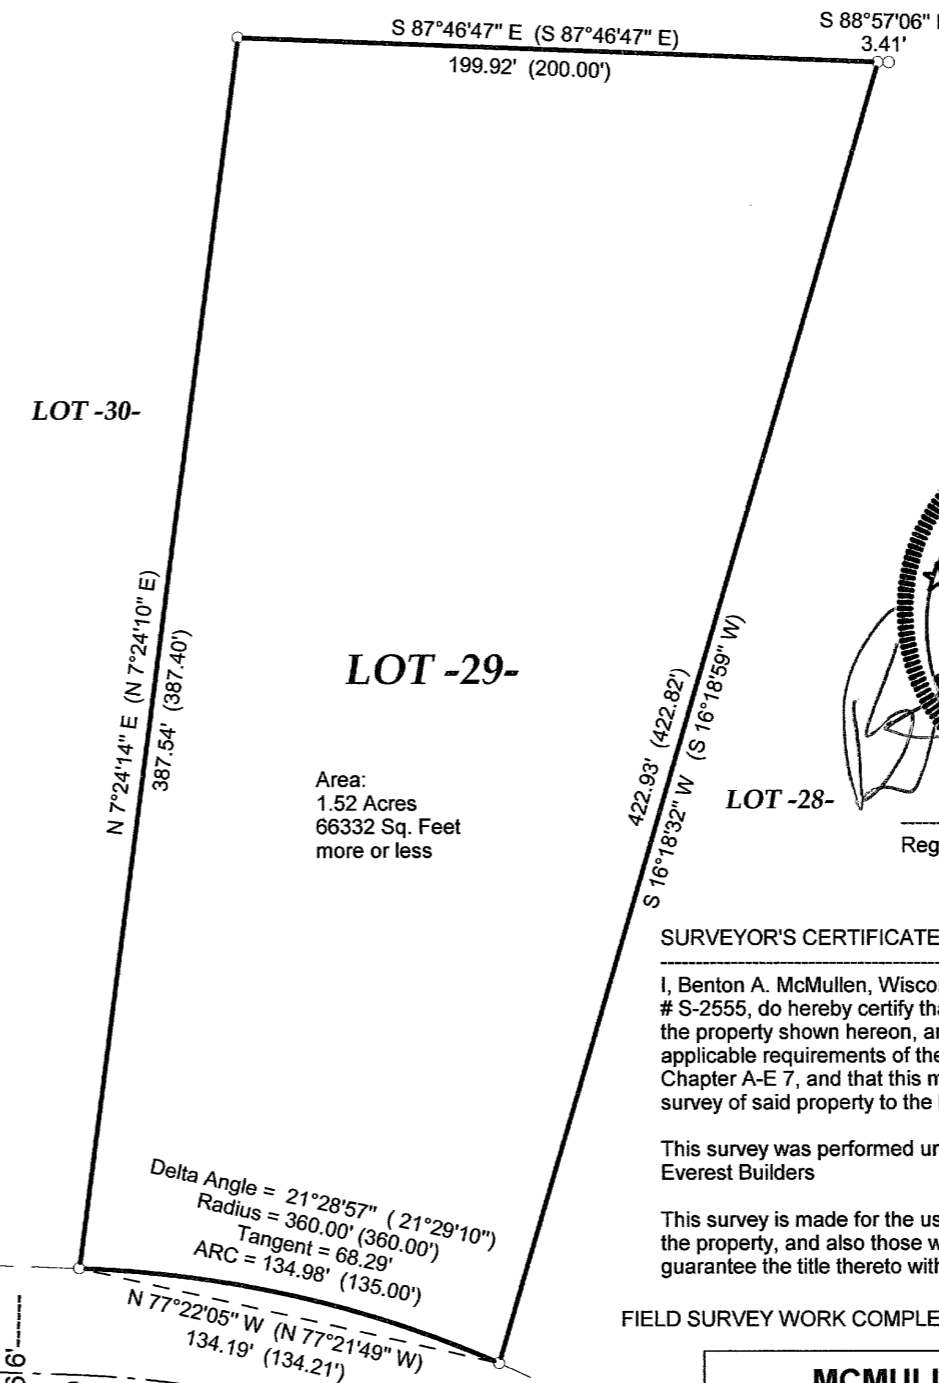 S 87°46'47" E (S 87°46'47" E)
199.92' (200.00')
S 88°57'06"
3.41'
LOT -30-
N 7°24'14" E (N 7°24'10" E)
387.54' (387.40')
LOT -29-
Area:
1.52 Acres
66332 Sq. Feet
more or less
422.93' (422.82')
S 16°18'32" W (S 16°18'59" W)
LOT -28-
Reg
SURVEYOR'S CERTIFICATE
I, Benton A. McMullen, Wisco
# S-2555, do hereby certify tha
the property shown hereon, a
applicable requirements of the
Chapter A-E 7, and that this m
survey of said property to the
This survey was performed u
Everest Builders
This survey is made for the us
the property, and also those w
guarantee the title thereto with
FIELD SURVEY WORK COMPLE
Delta Angle = 21°28'57" ( 21°29'10")
Radius = 360.00' (360.00')
Tangent = 68.29'
ARC = 134.98' (135.00')
N 77°22'05" W (N 77°21'49" W)
134.19' (134.21')
MCMULL